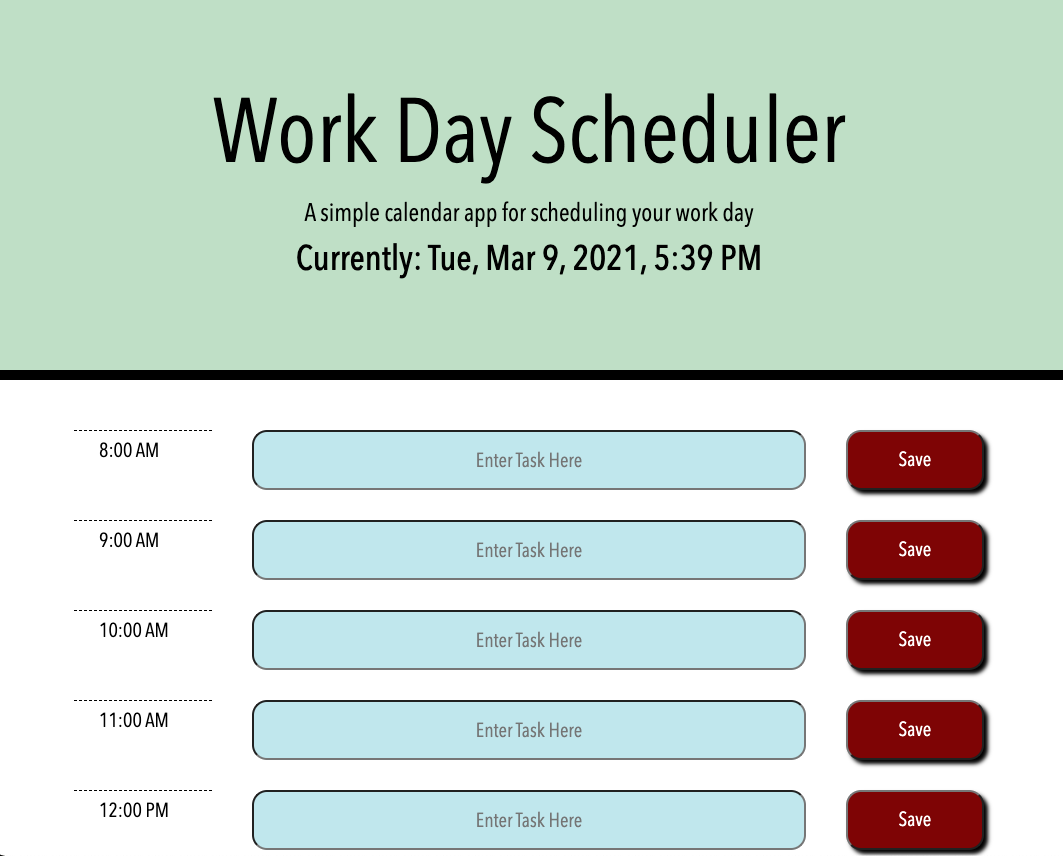 Work Day Scheduler
A simple calendar app for scheduling your work day
Currently: Tue, Mar 9, 2021, 5:39 PM
8:00 AM Enter Task Here Save
9:00 AM Enter Task Here Save
10:00 AM Enter Task Here Save
11:00 AM Enter Task Here Save
12:00 PM Enter Task Here Save